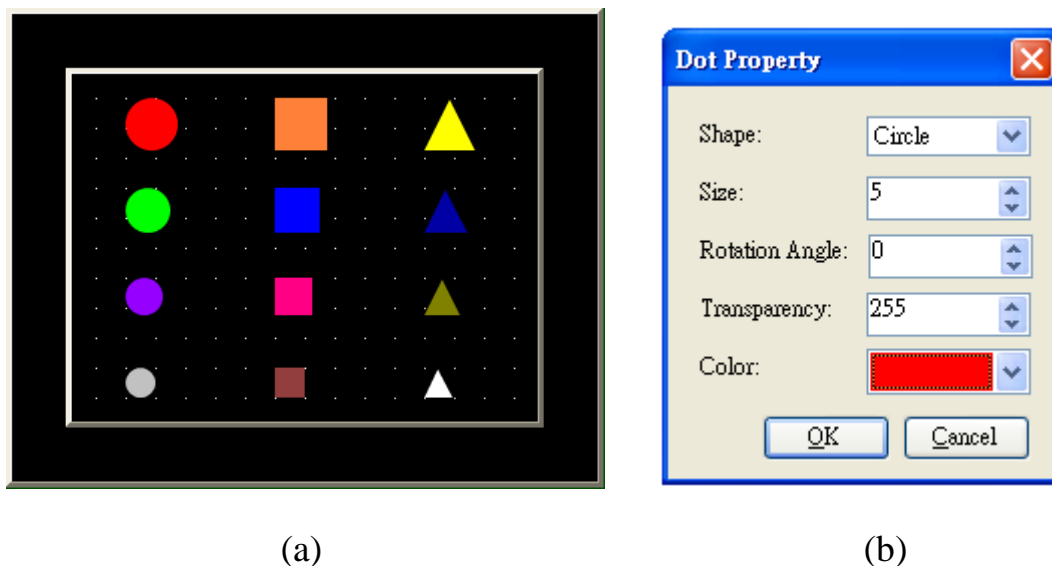 Dot Property
Shape: Circle
Size: 5
Rotation Angle: 0
Transparency: 255
Color:
OK Cancel
(a) (b)